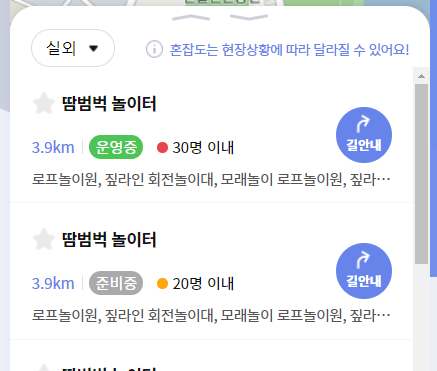 실외
혼잡도는 현장상황에 따라 달라질 수 있어요!
땀범벅 놀이터
3.9km 운영중 30명 이내
길안내
로프놀이원, 짚라인 회전놀이대, 모래놀이 로프놀이원, 짚라…
땀범벅 놀이터
3.9km 준비중 20명 이내
길안내
로프놀이원, 짚라인 회전놀이대, 모래놀이 로프놀이원, 짚라…